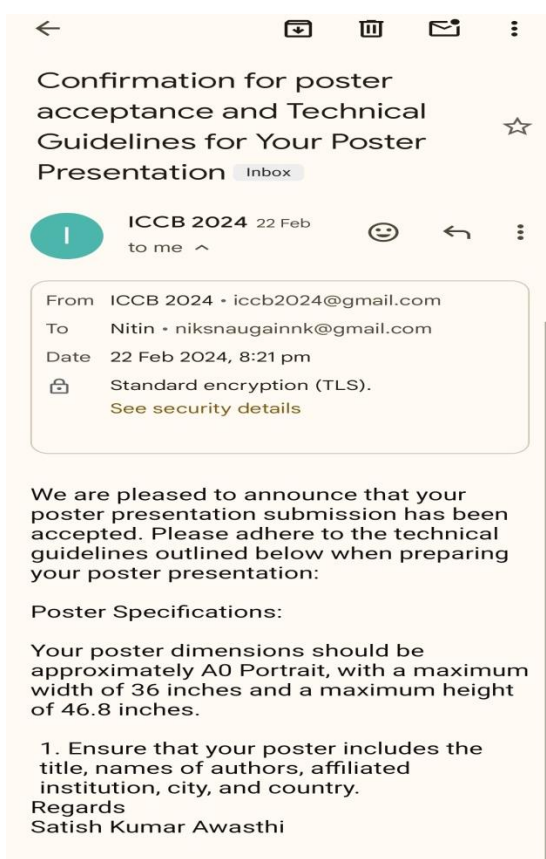 Confirmation for poster
acceptance and Technical
Guidelines for Your Poster
Presentation Inbox
I
ICCB 2024 22 Feb
to me
From ICCB 2024 • iccb2024@gmail.com
To Nitin • niksnaugainnk@gmail.com
Date 22 Feb 2024, 8:21 pm
Standard encryption (TLS).
See security details
We are pleased to announce that your
poster presentation submission has been
accepted. Please adhere to the technical
guidelines outlined below when preparing
your poster presentation:
Poster Specifications:
Your poster dimensions should be
approximately A0 Portrait, with a maximum
width of 36 inches and a maximum height
of 46.8 inches.
1. Ensure that your poster includes the
title, names of authors, affiliated
institution, city, and country.
Regards
Satish Kumar Awasthi